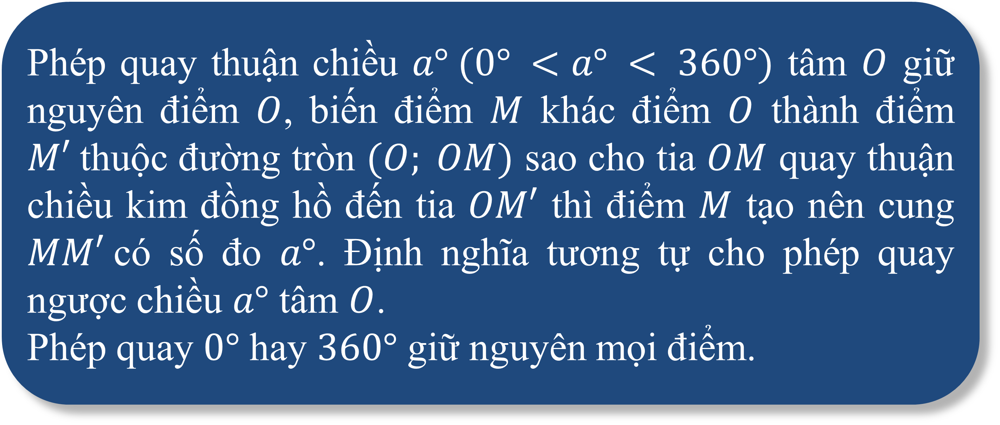 Phép quay thuận chiều a° (0° < a° < 360°) tâm O giữ
nguyên điểm O, biến điểm M khác điểm O thành điểm
M′ thuộc đường tròn (O; OM) sao cho tia OM quay thuận
chiều kim đồng hồ đến tia OM′ thì điểm M tạo nên cung
MM′ có số đo a°. Định nghĩa tương tự cho phép quay
ngược chiều a° tâm O.
Phép quay 0° hay 360° giữ nguyên mọi điểm.